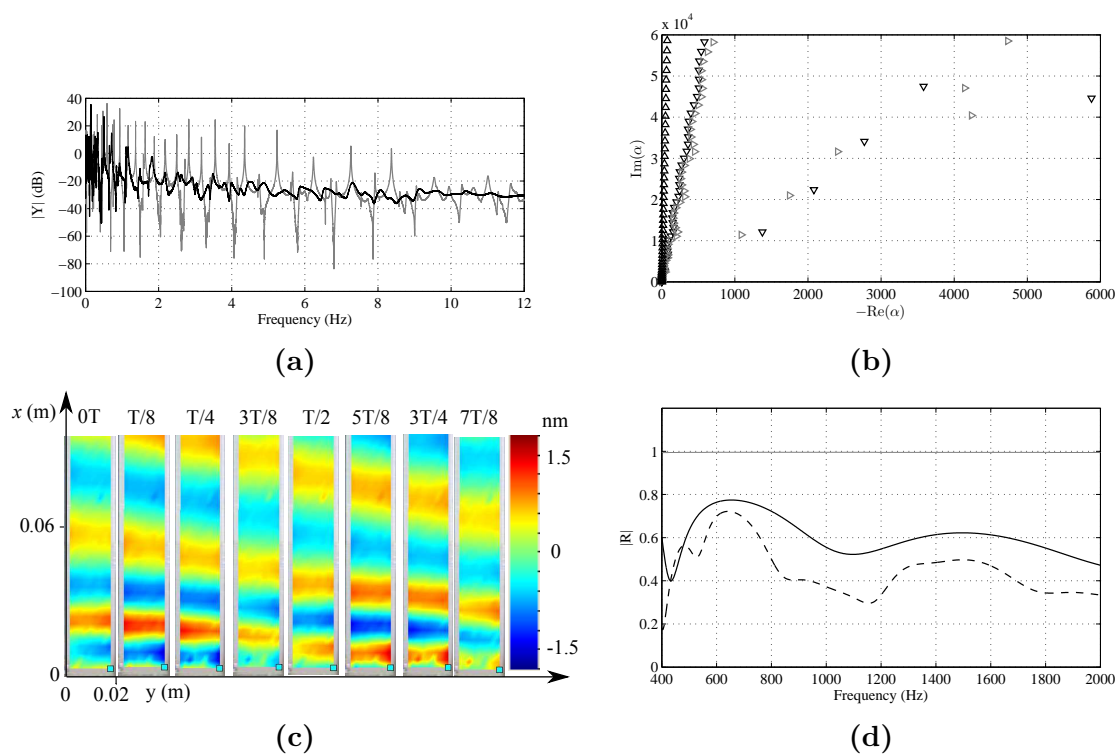 40
20
0
−20
−40
−60
−80
−100
|Y| (dB)
0 2 4 6 8 10 12
Frequency (Hz)
(a)
x 10⁴
6
5
4
3
2
1
0
Im(α)
0 1000 2000 3000 4000 5000 6000
−Re(α)
(b)
x (m)
0T T/8 T/4 3T/8 T/2 5T/8 3T/4 7T/8
nm
1.5
0
-1.5
0.06
0
0 0.02 y (m)
(c)
1
0.8
0.6
0.4
0.2
0
|R|
400 600 800 1000 1200 1400 1600 1800 2000
Frequency (Hz)
(d)